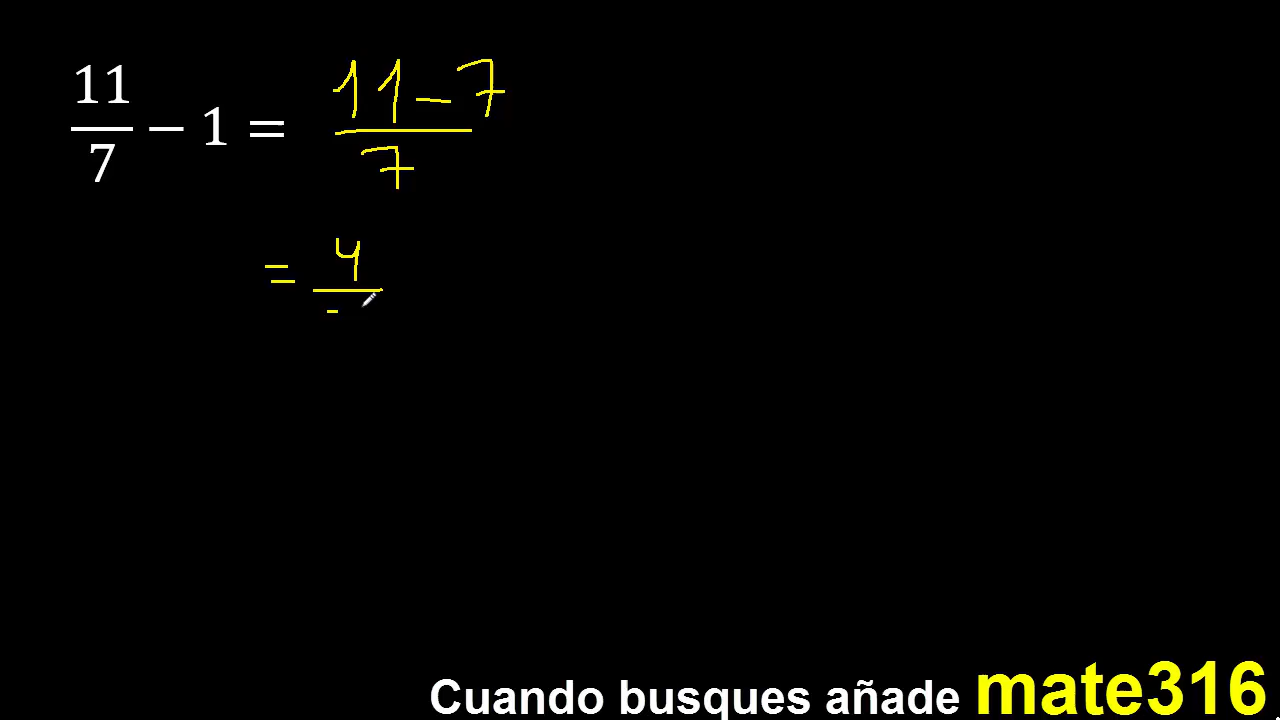 11/7 − 1 = 11-7/7
= 4/-
Cuando busques añade mate316